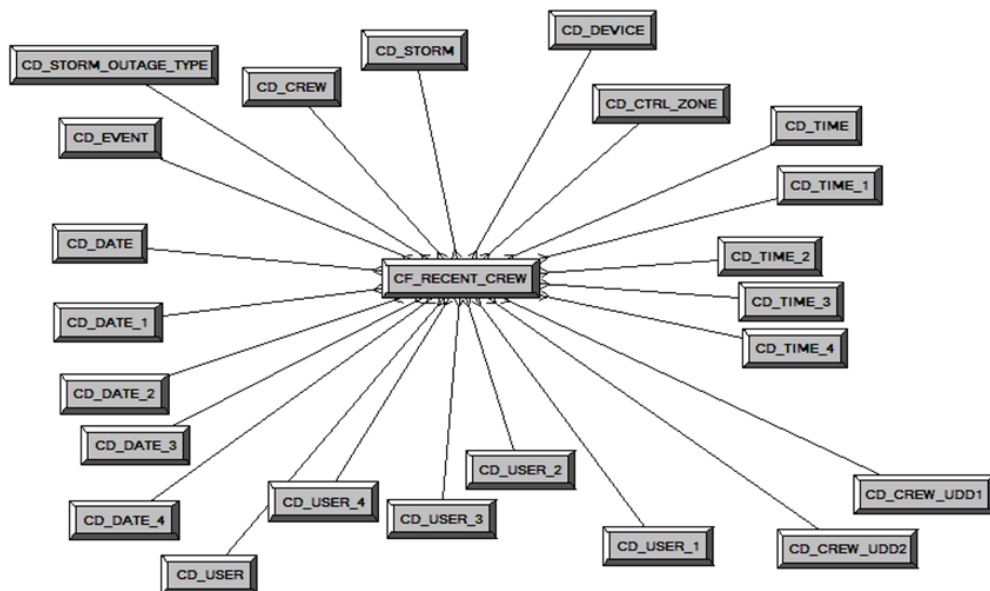 CD_DEVICE
CD_STORM
CD_STORM_OUTAGE_TYPE
CD_CREW
CD_CTRL_ZONE
CD_TIME
CD_EVENT
CD_TIME_1
CD_DATE
CD_TIME_2
CF_RECENT_CREW
CD_TIME_3
CD_DATE_1
CD_TIME_4
CD_DATE_2
CD_DATE_3
CD_USER_2
CD_CREW_UDD1
CD_USER_4
CD_DATE_4
CD_USER_3
CD_USER_1
CD_CREW_UDD2
CD_USER